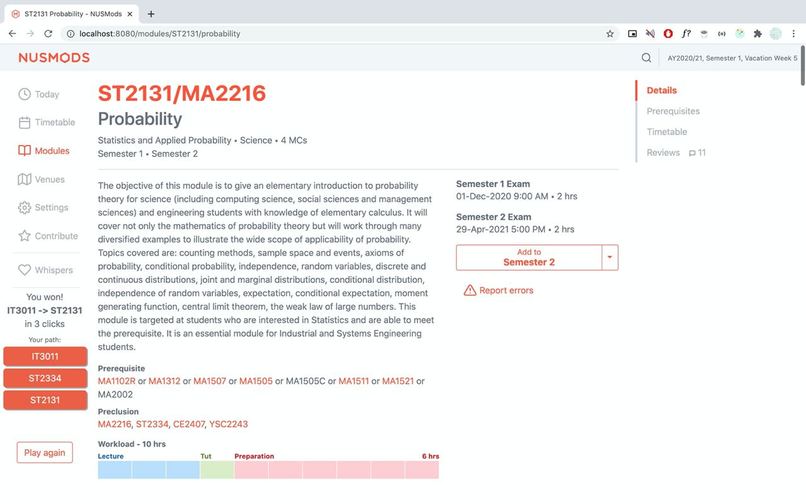 ST2131 Probability - NUSMods
localhost:8080/modules/ST2131/probability
NUSMODS
AY2020/21, Semester 1, Vacation Week 5
Today
Timetable
Modules
Venues
Settings
Contribute
Whispers
You won!
IT3011 -> ST2131
in 3 clicks
Your path:
IT3011
ST2334
ST2131
Play again
ST2131/MA2216
Probability
Statistics and Applied Probability • Science • 4 MCs
Semester 1 • Semester 2
The objective of this module is to give an elementary introduction to probability
theory for science (including computing science, social sciences and management
sciences) and engineering students with knowledge of elementary calculus. It will
cover not only the mathematics of probability theory but will work through many
diversified examples to illustrate the wide scope of applicability of probability.
Topics covered are: counting methods, sample space and events, axioms of
probability, conditional probability, independence, random variables, discrete and
continuous distributions, joint and marginal distributions, conditional distribution,
independence of random variables, expectation, conditional expectation, moment
generating function, central limit theorem, the weak law of large numbers. This
module is targeted at students who are interested in Statistics and are able to meet
the prerequisite. It is an essential module for Industrial and Systems Engineering
students.
Prerequisite
MA1102R or MA1312 or MA1507 or MA1505 or MA1505C or MA1511 or MA1521 or
MA2002
Preclusion
MA2216, ST2334, CE2407, YSC2243
Workload - 10 hrs
Lecture Tut Preparation 6 hrs
Semester 1 Exam
01-Dec-2020 9:00 AM • 2 hrs
Semester 2 Exam
29-Apr-2021 5:00 PM • 2 hrs
Add to
Semester 2
Report errors
Details
Prerequisites
Timetable
Reviews 11